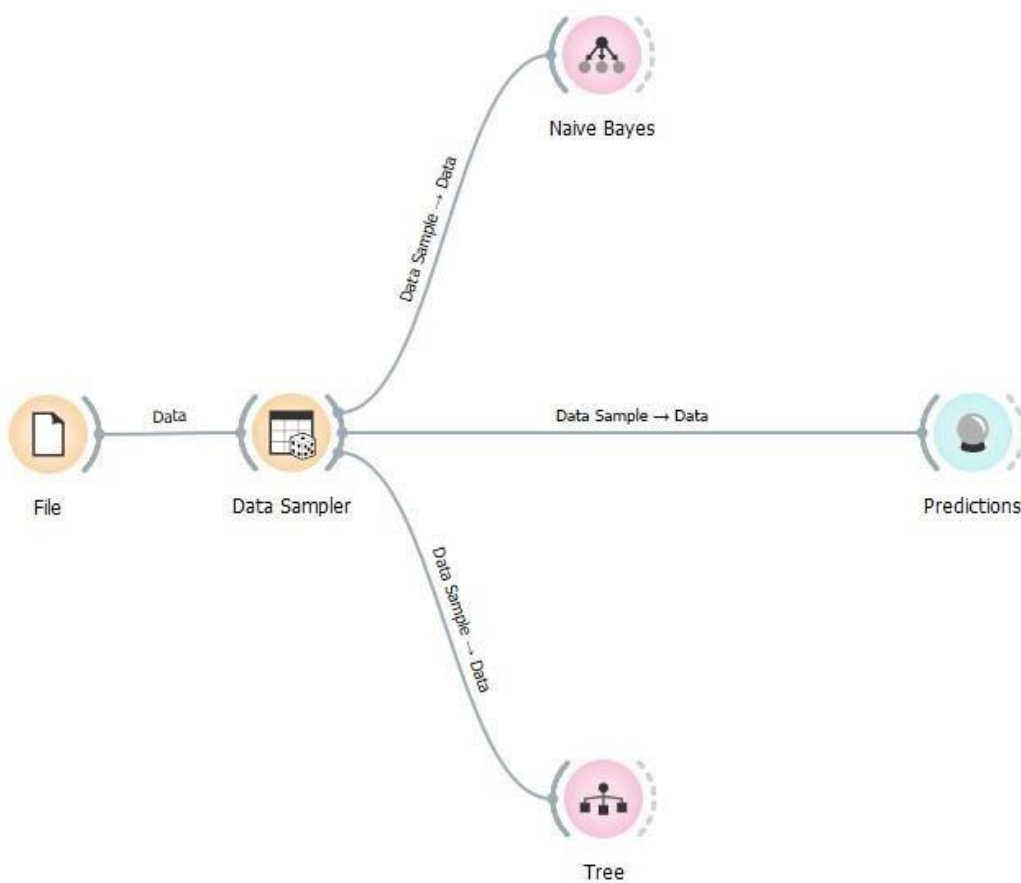 Naive Bayes
Data Sample → Data
Data
Data Sample → Data
File
Data Sampler
Predictions
Data Sample → Data
Tree